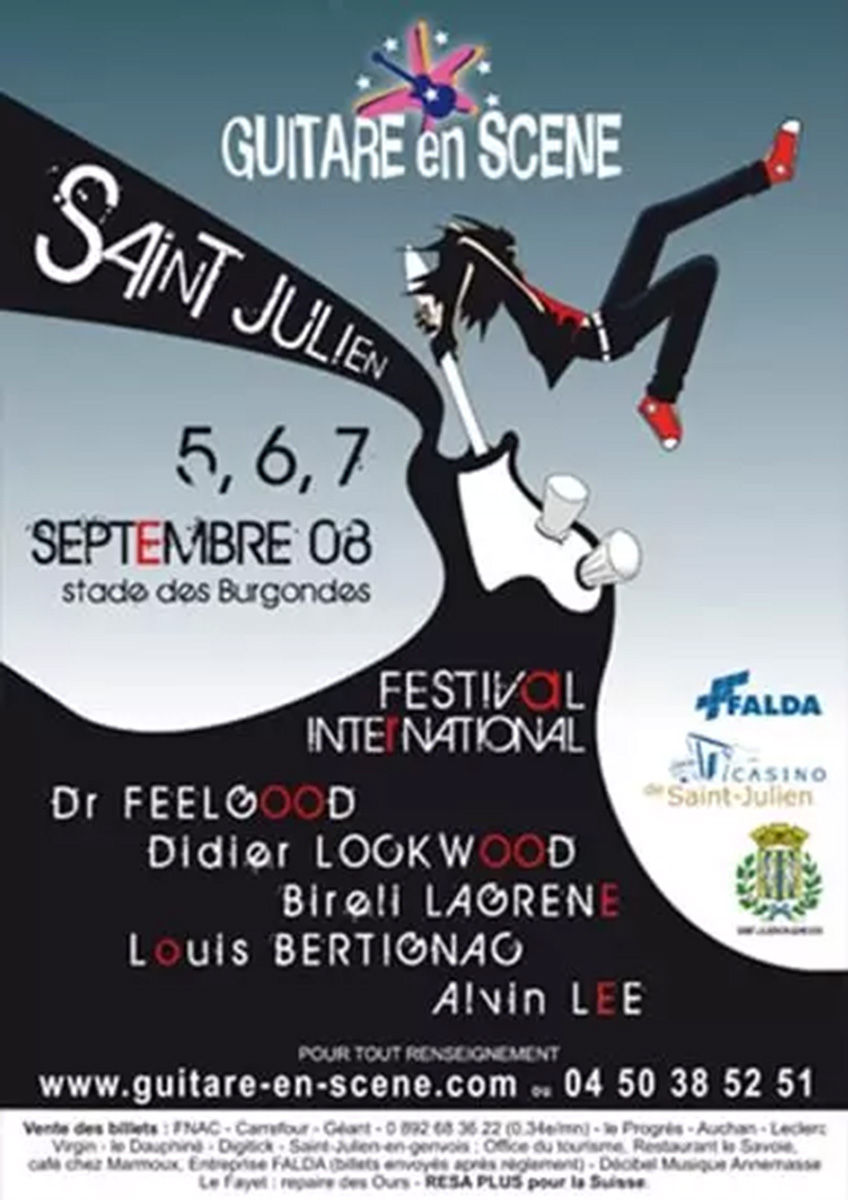 GUITARE en SCENE
SAINT JULIEN
5, 6, 7
SEPTEMBRE 08
stade des Burgondes
FESTIVAL
INTErNATIONAL
FALDA
CASINO
de Saint-Julien
Dr FEELGOOD
Didier LOCKWOOD
Bireli LAGRENE
Louis BERTIGNAC
Alvin LEE
POUR TOUT RENSEIGNEMENT
www.guitare-en-scene.com ou 04 50 38 52 51
Vente des billets : FNAC - Carrefour - Géant - 0 892 68 36 22 (0.34e/mn) - le Progrès - Auchan - Leclerc
Virgin - le Dauphiné - Digitick - Saint-Julien-en-genvois : Office du tourisme, Restaurant le Savoie,
café chez Marmoux, Entreprise FALDA (billets envoyés après règlement) - Décibel Musique Annemasse
Le Fayet : repaire des Ours - RESA PLUS pour la Suisse.